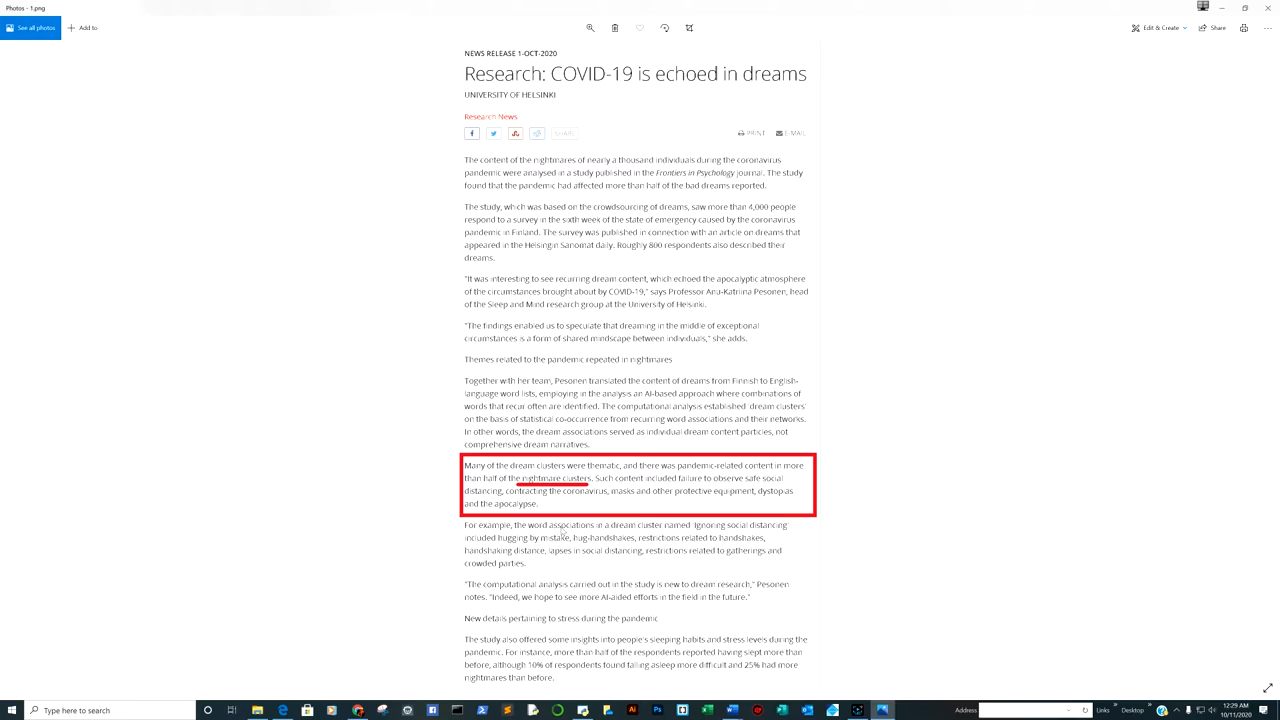 Photos - 1.png
See all photos
Add to
Edit & Create
Share
NEWS RELEASE 1-OCT-2020
Research: COVID-19 is echoed in dreams
UNIVERSITY OF HELSINKI
Research News
SHARE
PRINT
E-MAIL
The content of the nightmares of nearly a thousand individuals during the coronavirus
pandemic were analysed in a study published in the Frontiers in Psychology journal. The study
found that the pandemic had affected more than half of the bad dreams reported.
The study, which was based on the crowdsourcing of dreams, saw more than 4,000 people
respond to a survey in the sixth week of the state of emergency caused by the coronavirus
pandemic in Finland. The survey was published in connection with an article on dreams that
appeared in the Helsingin Sanomat daily. Roughly 800 respondents also described their
dreams.
"It was interesting to see recurring dream content, which echoed the apocalyptic atmosphere
of the circumstances brought about by COVID-19," says Professor Anu-Katriina Pesonen, head
of the Sleep and Mind research group at the University of Helsinki.
"The findings enabled us to speculate that dreaming in the middle of exceptional
circumstances is a form of shared mindscape between individuals," she adds.
Themes related to the pandemic repeated in nightmares
Together with her team, Pesonen translated the content of dreams from Finnish to English-
language word lists, employing in the analysis an AI-based approach where combinations of
words that recur often are identified. The computational analysis established 'dream clusters'
on the basis of statistical co-occurrence from recurring word associations and their networks.
In other words, the dream associations served as individual dream content particles, not
comprehensive dream narratives.
Many of the dream clusters were thematic, and there was pandemic-related content in more
than half of the nightmare clusters. Such content included failure to observe safe social
distancing, contracting the coronavirus, masks and other protective equipment, dystopias
and the apocalypse.
For example, the word associations in a dream cluster named 'Ignoring social distancing'
included hugging by mistake, hug-handshakes, restrictions related to handshakes,
handshaking distance, lapses in social distancing, restrictions related to gatherings and
crowded parties.
"The computational analysis carried out in the study is new to dream research," Pesonen
notes. "Indeed, we hope to see more AI-aided efforts in the field in the future."
New details pertaining to stress during the pandemic
The study also offered some insights into people's sleeping habits and stress levels during the
pandemic. For instance, more than half of the respondents reported having slept more than
before, although 10% of respondents found falling asleep more difficult and 25% had more
nightmares than before.
Type here to search
Address
Links
Desktop
12:29 AM
10/11/2020